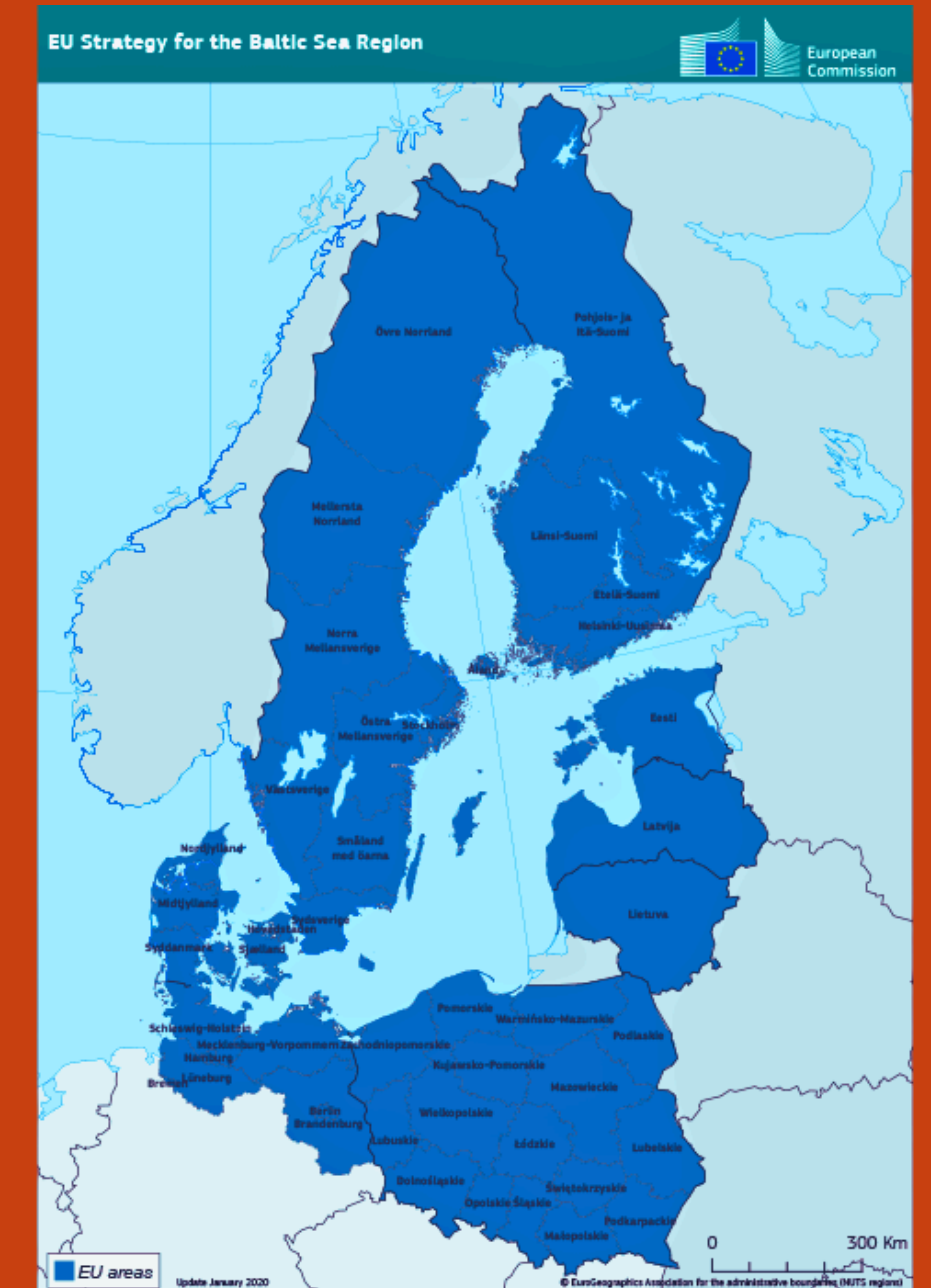 EU Strategy for the Baltic Sea Region
European
Commission
Övre Norrland
Pohjois- ja
Itä-Suomi
Mellersta
Norrland
Länsi-Suomi
Etelä-Suomi
Helsinki-Uusimaa
Norra
Mellansverige
Åland
Östra
Mellansverige
Stockholm
Eesti
Västsverige
Latvija
Småland
med öarna
Nordjylland
Midtjylland
Lietuva
Sydsverige
Hovedstaden
Syddanmark
Sjælland
Pomorskie
Warmińsko-Mazurskie
Schleswig-Holstein
Podlaskie
Mecklenburg-Vorpommern
Zachodniopomorskie
Hamburg
Kujawsko-Pomorskie
Lüneburg
Bremen
Mazowieckie
Berlin
Brandenburg
Wielkopolskie
Lubuskie
Łódzkie
Lubelskie
Dolnośląskie
Świętokrzyskie
Opolskie
Śląskie
Podkarpackie
Małopolskie
0 300 Km
EU areas
Update January 2020
© EuroGeographics Association for the administrative boundaries (NUTS regions)